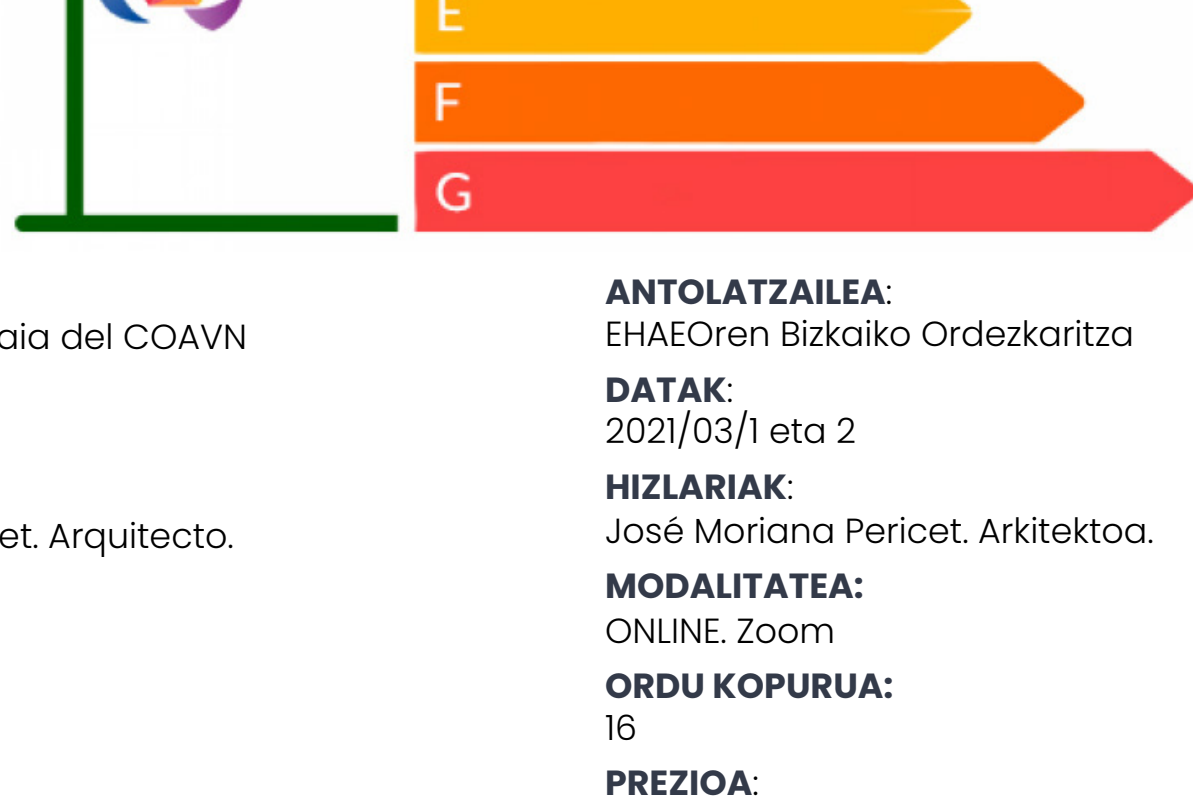 E
F
G
aia del COAVN
et. Arquitecto.
ANTOLATZAILEA:
EHAEOren Bizkaiko Ordezkaritza
DATAK:
2021/03/1 eta 2
HIZLARIAK:
José Moriana Pericet. Arkitektoa.
MODALITATEA:
ONLINE. Zoom
ORDU KOPURUA:
16
PREZIOA: